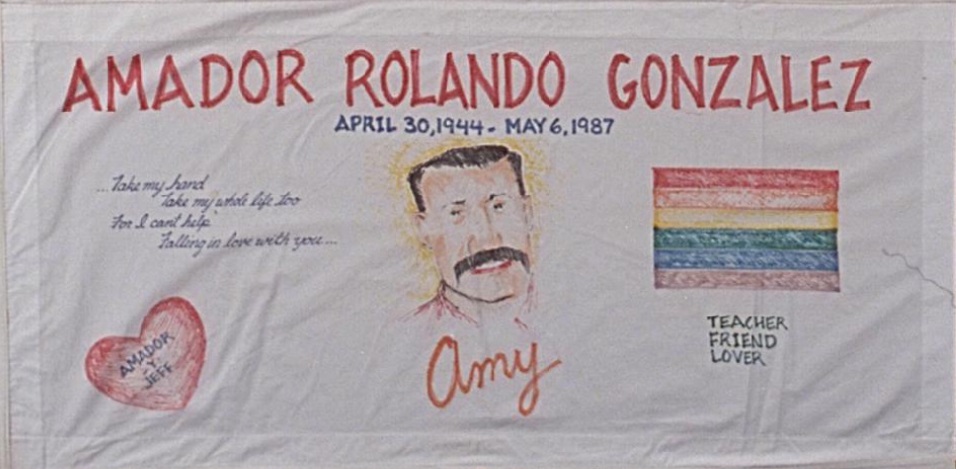 AMADOR ROLANDO GONZALEZ
APRIL 30,1944 - MAY 6,1987
...Take my hand
Take my whole life too
For I cant help
Falling in love with you...
AMADOR
-Y-
JEFF
Amy
TEACHER
FRIEND
LOVER